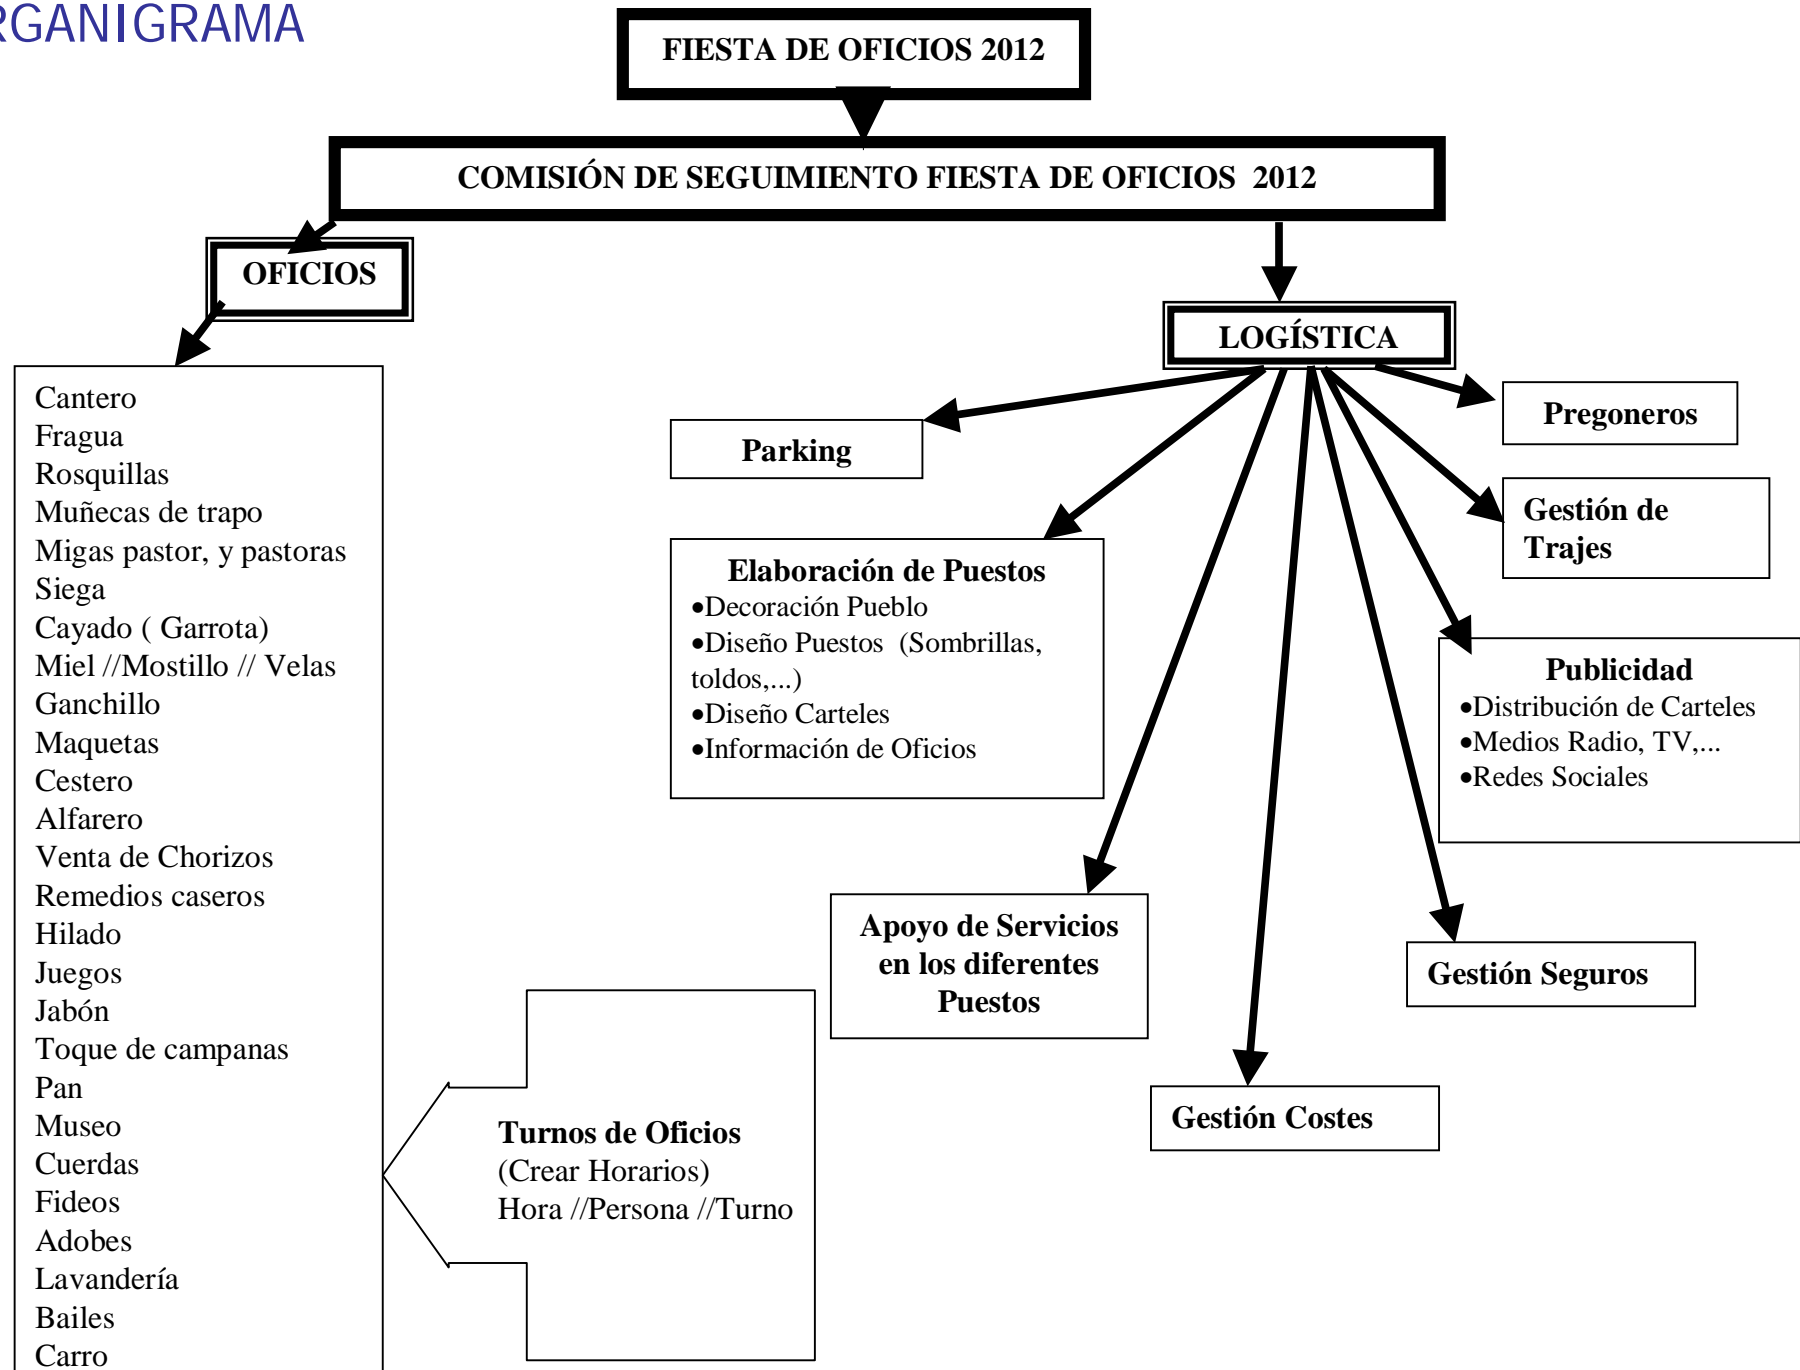 RGANIGRAMA
FIESTA DE OFICIOS 2012
COMISIÓN DE SEGUIMIENTO FIESTA DE OFICIOS  2012
OFICIOS
Cantero
Fragua
Rosquillas
Muñecas de trapo
Migas pastor, y pastoras
Siega
Cayado ( Garrota)
Miel //Mostillo // Velas
Ganchillo
Maquetas
Cestero
Alfarero
Venta de Chorizos
Remedios caseros
Hilado
Juegos
Jabón
Toque de campanas
Pan
Museo
Cuerdas
Fideos
Adobes
Lavandería
Bailes
Carro
Turnos de Oficios
(Crear Horarios)
Hora //Persona //Turno
LOGÍSTICA
Parking
Elaboración de Puestos
•Decoración Pueblo
•Diseño Puestos  (Sombrillas,
toldos,...)
•Diseño Carteles
•Información de Oficios
Apoyo de Servicios
en los diferentes
Puestos
Gestión Costes
Gestión Seguros
Publicidad
•Distribución de Carteles
•Medios Radio, TV,...
•Redes Sociales
Gestión de
Trajes
Pregoneros